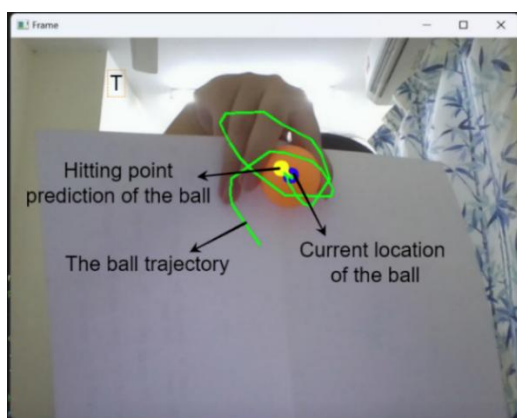 Frame
T
Hitting point
prediction of the ball
The ball trajectory
Current location
of the ball